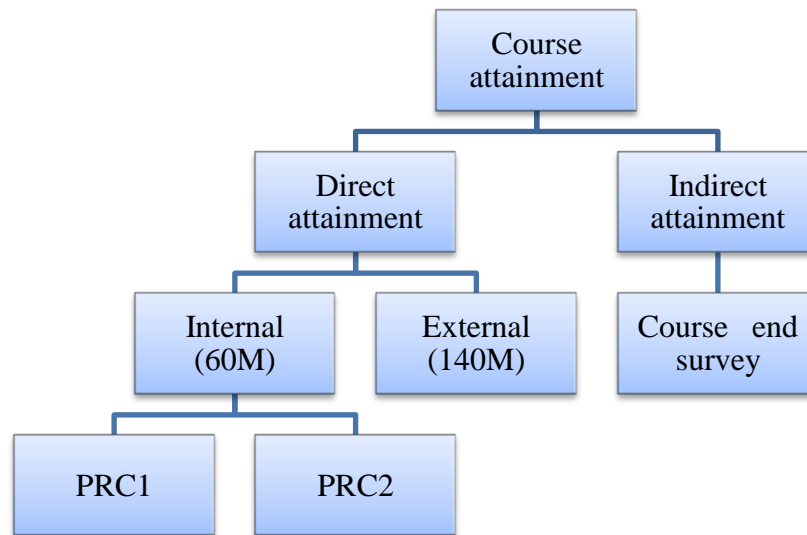 Course
attainment
Direct
attainment
Indirect
attainment
Internal
(60M)
External
(140M)
Course end
survey
PRC1
PRC2